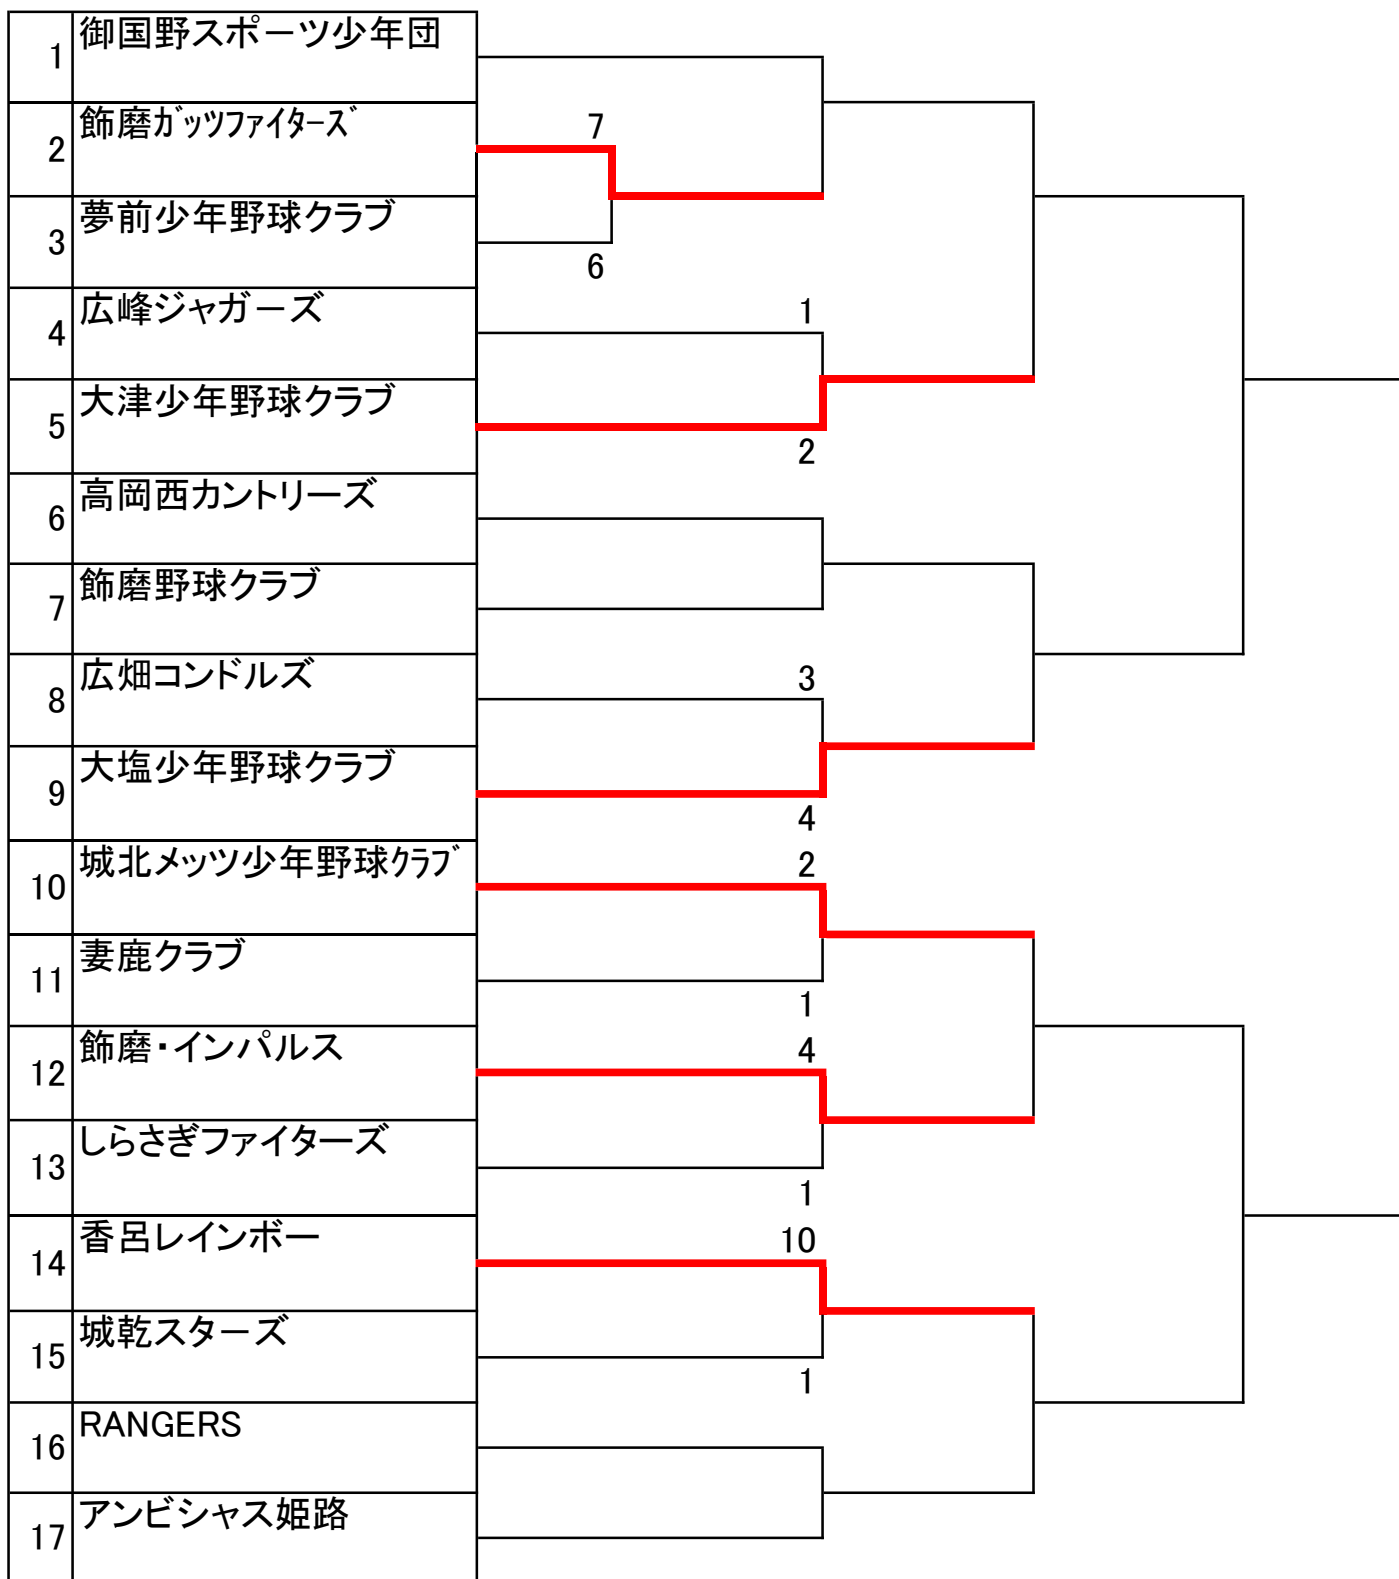 1 御国野スポーツ少年団
2 飾磨ｶﾞｯﾂﾌｧｲﾀｰｽﾞ
7
3 夢前少年野球クラブ
6
4 広峰ジャガーズ
1
5 大津少年野球クラブ
2
6 高岡西カントリーズ
7 飾磨野球クラブ
8 広畑コンドルズ
3
9 大塩少年野球クラブ
4
10 城北メッツ少年野球ｸﾗﾌﾞ
2
11 妻鹿クラブ
1
12 飾磨・インパルス
4
13 しらさぎファイターズ
1
14 香呂レインボー
10
15 城乾スターズ
1
16 RANGERS
17 アンビシャス姫路